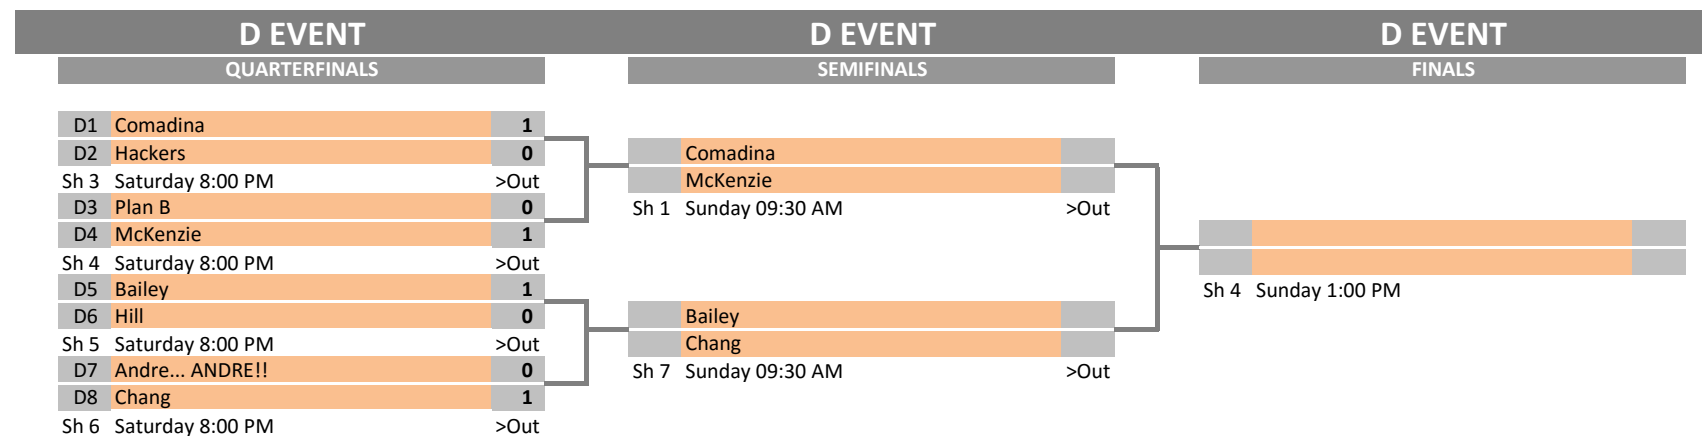 D EVENT D EVENT D EVENT
QUARTERFINALS SEMIFINALS FINALS
D1 Comadina 1
D2 Hackers 0
Sh 3 Saturday 8:00 PM >Out
D3 Plan B 0
D4 McKenzie 1
Sh 4 Saturday 8:00 PM >Out
D5 Bailey 1
D6 Hill 0
Sh 5 Saturday 8:00 PM >Out
D7 Andre... ANDRE!! 0
D8 Chang 1
Sh 6 Saturday 8:00 PM >Out
Comadina
McKenzie
Sh 1 Sunday 09:30 AM >Out
Bailey
Chang
Sh 7 Sunday 09:30 AM >Out
Sh 4 Sunday 1:00 PM